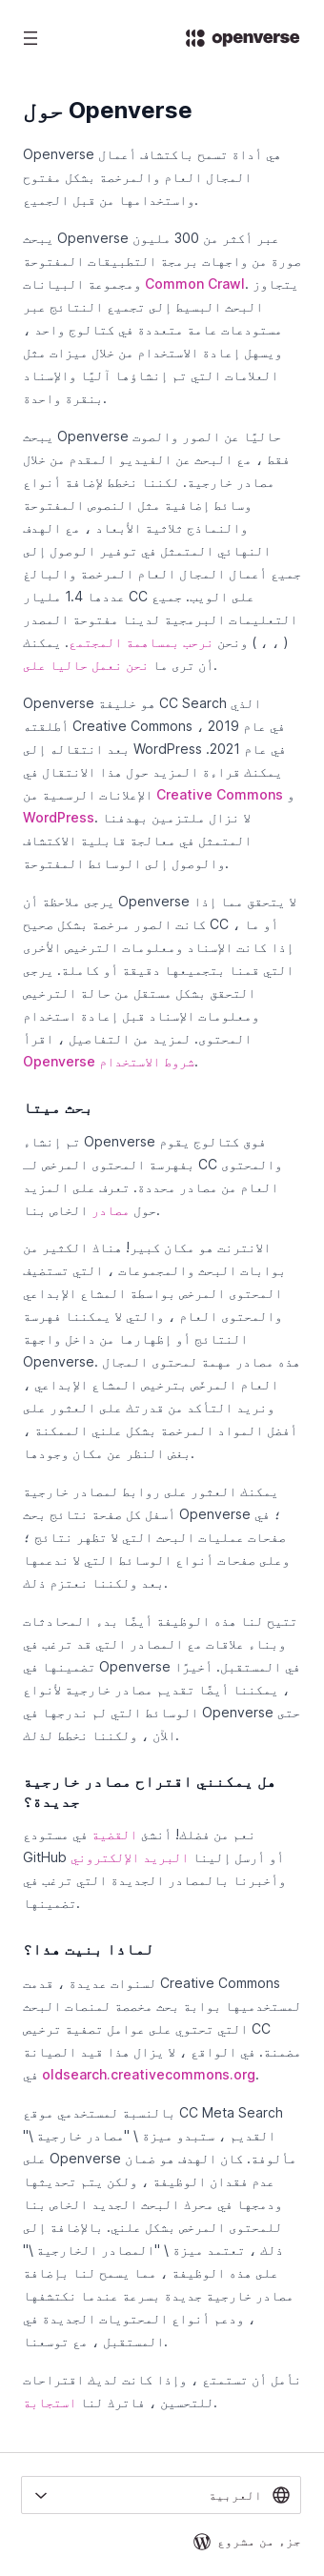 openverse
حول Openverse
Openverse هي أداة تسمح باكتشاف أعمال
المجال العام والمرخصة بشكل مفتوح
واستخدامها من قبل الجميع.
يبحث Openverse عبر أكثر من 300 مليون
صورة من واجهات برمجة التطبيقات المفتوحة
ومجموعة البيانات Common Crawl. يتجاوز
البحث البسيط إلى تجميع النتائج عبر
مستودعات عامة متعددة في كتالوج واحد ،
ويسهل إعادة الاستخدام من خلال ميزات مثل
العلامات التي تم إنشاؤها آليًا والإسناد
بنقرة واحدة.
يبحث Openverse حاليًا عن الصور والصوت
فقط ، مع البحث عن الفيديو المقدم من خلال
مصادر خارجية. لكننا نخطط لإضافة أنواع
وسائط إضافية مثل النصوص المفتوحة
والنماذج ثلاثية الأبعاد ، مع الهدف
النهائي المتمثل في توفير الوصول إلى
جميع أعمال المجال العام المرخصة والبالغ
عددها 1.4 مليار CC على الويب. جميع
التعليمات البرمجية لدينا مفتوحة المصدر
( ، ، ) ونحن نرحب بمساهمة المجتمع. يمكنك
أن ترى ما نحن نعمل حاليا على.
Openverse هو خليفة CC Search الذي
أطلقته Creative Commons في عام 2019 ،
بعد انتقاله إلى WordPress في عام 2021.
يمكنك قراءة المزيد حول هذا الانتقال في
الإعلانات الرسمية من Creative Commons و
WordPress. لا نزال ملتزمين بهدفنا
المتمثل في معالجة قابلية الاكتشاف
والوصول إلى الوسائط المفتوحة.
يرجى ملاحظة أن Openverse لا يتحقق مما إذا
كانت الصور مرخصة بشكل صحيح CC ، أو ما
إذا كانت الإسناد ومعلومات الترخيص الأخرى
التي قمنا بتجميعها دقيقة أو كاملة. يرجى
التحقق بشكل مستقل من حالة الترخيص
ومعلومات الإسناد قبل إعادة استخدام
المحتوى. لمزيد من التفاصيل ، اقرأ
Openverse شروط الاستخدام.
بحث ميتا
تم إنشاء Openverse فوق كتالوج يقوم
بفهرسة المحتوى المرخص لـ CC والمحتوى
العام من مصادر محددة. تعرف على المزيد
حول مصادر الخاص بنا.
الانترنت هو مكان كبير! هناك الكثير من
بوابات البحث والمجموعات ، التي تستضيف
المحتوى المرخص بواسطة المشاع الإبداعي
والمحتوى العام ، والتي لا يمكننا فهرسة
النتائج أو إظهارها من داخل واجهة
Openverse. هذه مصادر مهمة لمحتوى المجال
العام المرخّص بترخيص المشاع الإبداعي ،
ونريد التأكد من قدرتك على العثور على
أفضل المواد المرخصة بشكل علني الممكنة ،
بغض النظر عن مكان وجودها.
يمكنك العثور على روابط لمصادر خارجية
أسفل كل صفحة نتائج بحث Openverse ؛ في
صفحات عمليات البحث التي لا تظهر نتائج ؛
وعلى صفحات أنواع الوسائط التي لا ندعمها
بعد ولكننا نعتزم ذلك.
تتيح لنا هذه الوظيفة أيضًا بدء المحادثات
وبناء علاقات مع المصادر التي قد ترغب في
تضمينها في Openverse في المستقبل. أخيرًا
، يمكننا أيضًا تقديم مصادر خارجية لأنواع
الوسائط التي لم ندرجها في Openverse حتى
الآن ، ولكننا نخطط لذلك.
هل يمكنني اقتراح مصادر خارجية
جديدة؟
نعم من فضلك! أنشئ القضية في مستودع
GitHub أو أرسل إلينا البريد الإلكتروني
وأخبرنا بالمصادر الجديدة التي ترغب في
تضمينها.
لماذا بنيت هذا؟
لسنوات عديدة ، قدمت Creative Commons
لمستخدميها بوابة بحث مخصصة لمنصات البحث
التي تحتوي على عوامل تصفية ترخيص CC
مضمنة. في الواقع ، لا يزال هذا قيد الصيانة
في oldsearch.creativecommons.org.
بالنسبة لمستخدمي موقع CC Meta Search
القديم ، ستبدو ميزة \ "مصادر خارجية \"
مألوفة. كان الهدف هو ضمان Openverse على
عدم فقدان الوظيفة ، ولكن يتم تحديثها
ودمجها في محرك البحث الجديد الخاص بنا
للمحتوى المرخص بشكل علني. بالإضافة إلى
ذلك ، تعتمد ميزة \ "المصادر الخارجية \"
على هذه الوظيفة ، مما يسمح لنا بإضافة
مصادر خارجية جديدة بسرعة عندما نكتشفها
، ودعم أنواع المحتويات الجديدة في
المستقبل ، مع توسعنا.
نأمل أن تستمتع ، وإذا كانت لديك اقتراحات
للتحسين ، فاترك لنا استجابة.
العربية
جزء من مشروع